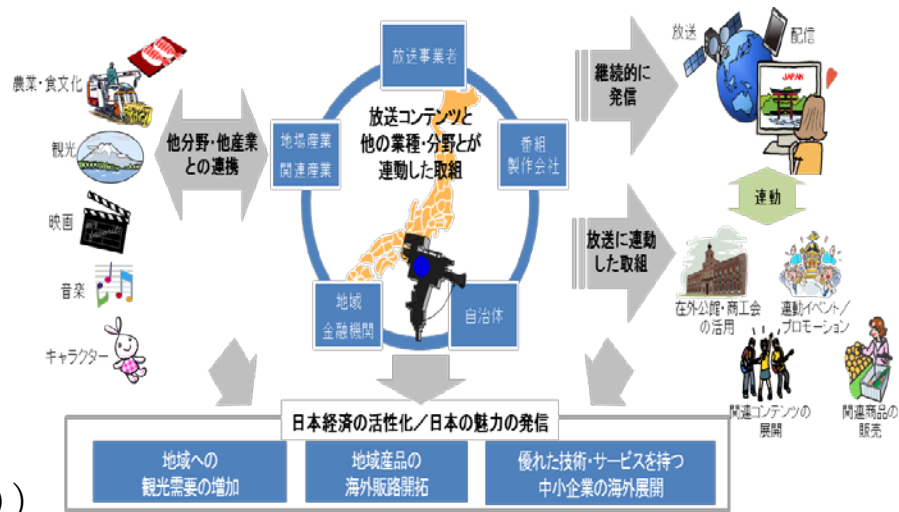 農業・食文化
観光
映画
音楽
キャラクター
他分野・他産業
との連携
放送事業者
地場産業
関連産業
放送コンテンツと
他の業種・分野とが
連動した取組
番組
製作会社
地域
金融機関
自治体
継続的に
発信
放送に連動
した取組
放送
配信
JAPAN
連動
在外公館・商工会
の活用
連動イベント/
プロモーション
関連コンテンツの
展開
関連商品の
販売
日本経済の活性化/日本の魅力の発信
地域への
観光需要の増加
地域産品の
海外販路開拓
優れた技術・サービスを持つ
中小企業の海外展開
)